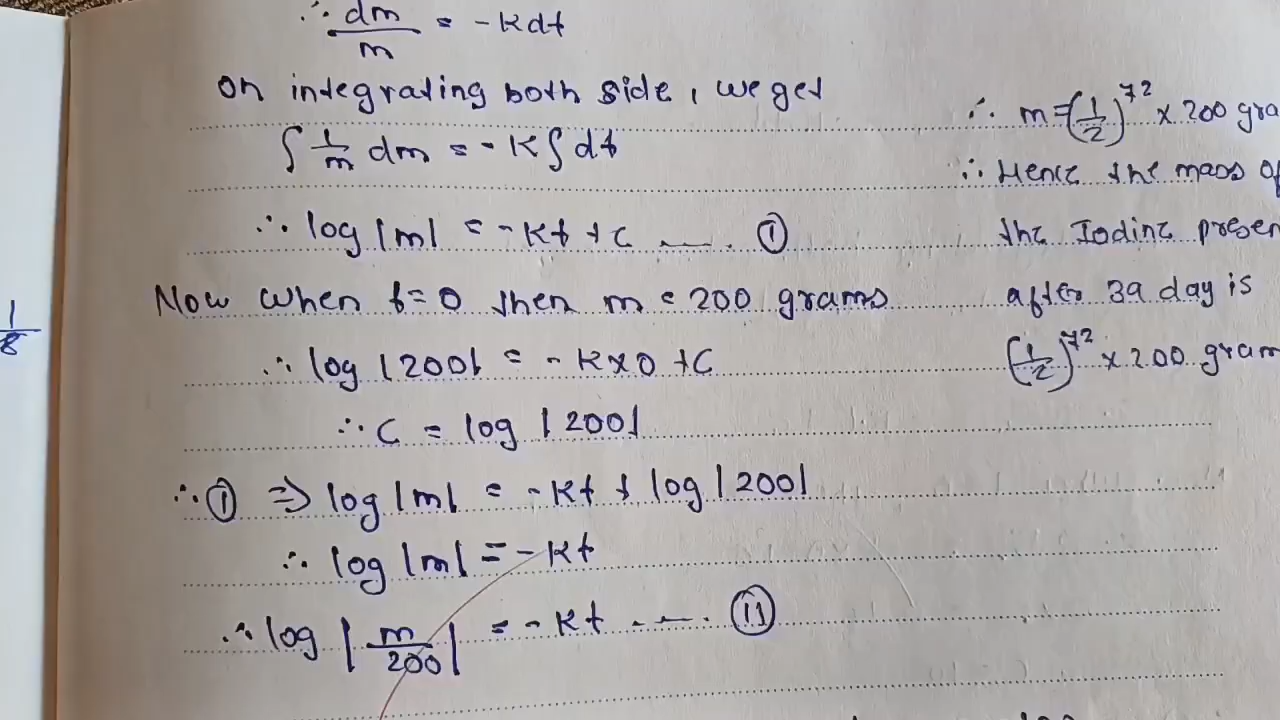 ∴ dm/m = -Kdt
on integrating both side, we get
∫ 1/m dm = -K∫dt
∴ log |m| = -Kt + c ---- . ①
Now when t=0 then m = 200 grams
∴ log |200| = -K×0 + C
∴ C = log |200|
∴ ① ⇒ log |m| = -Kt + log |200|
∴ log |m| = -Kt
∴ log |m/200| = -Kt ---- . ⑪
∴ m = (1/2)^72 × 200 gra
∴ Hence the mass of
the Iodine presen
after 39 day is
(1/2)^72 × 200 gram
1/8